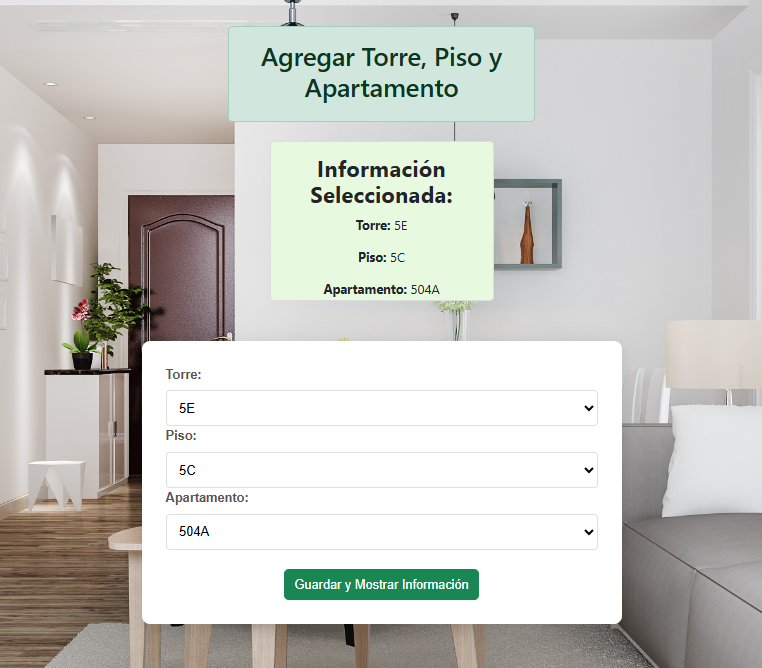 Agregar Torre, Piso y
Apartamento
Información
Seleccionada:
Torre: 5E
Piso: 5C
Apartamento: 504A
Torre:
5E
Piso:
5C
Apartamento:
504A
Guardar y Mostrar Información